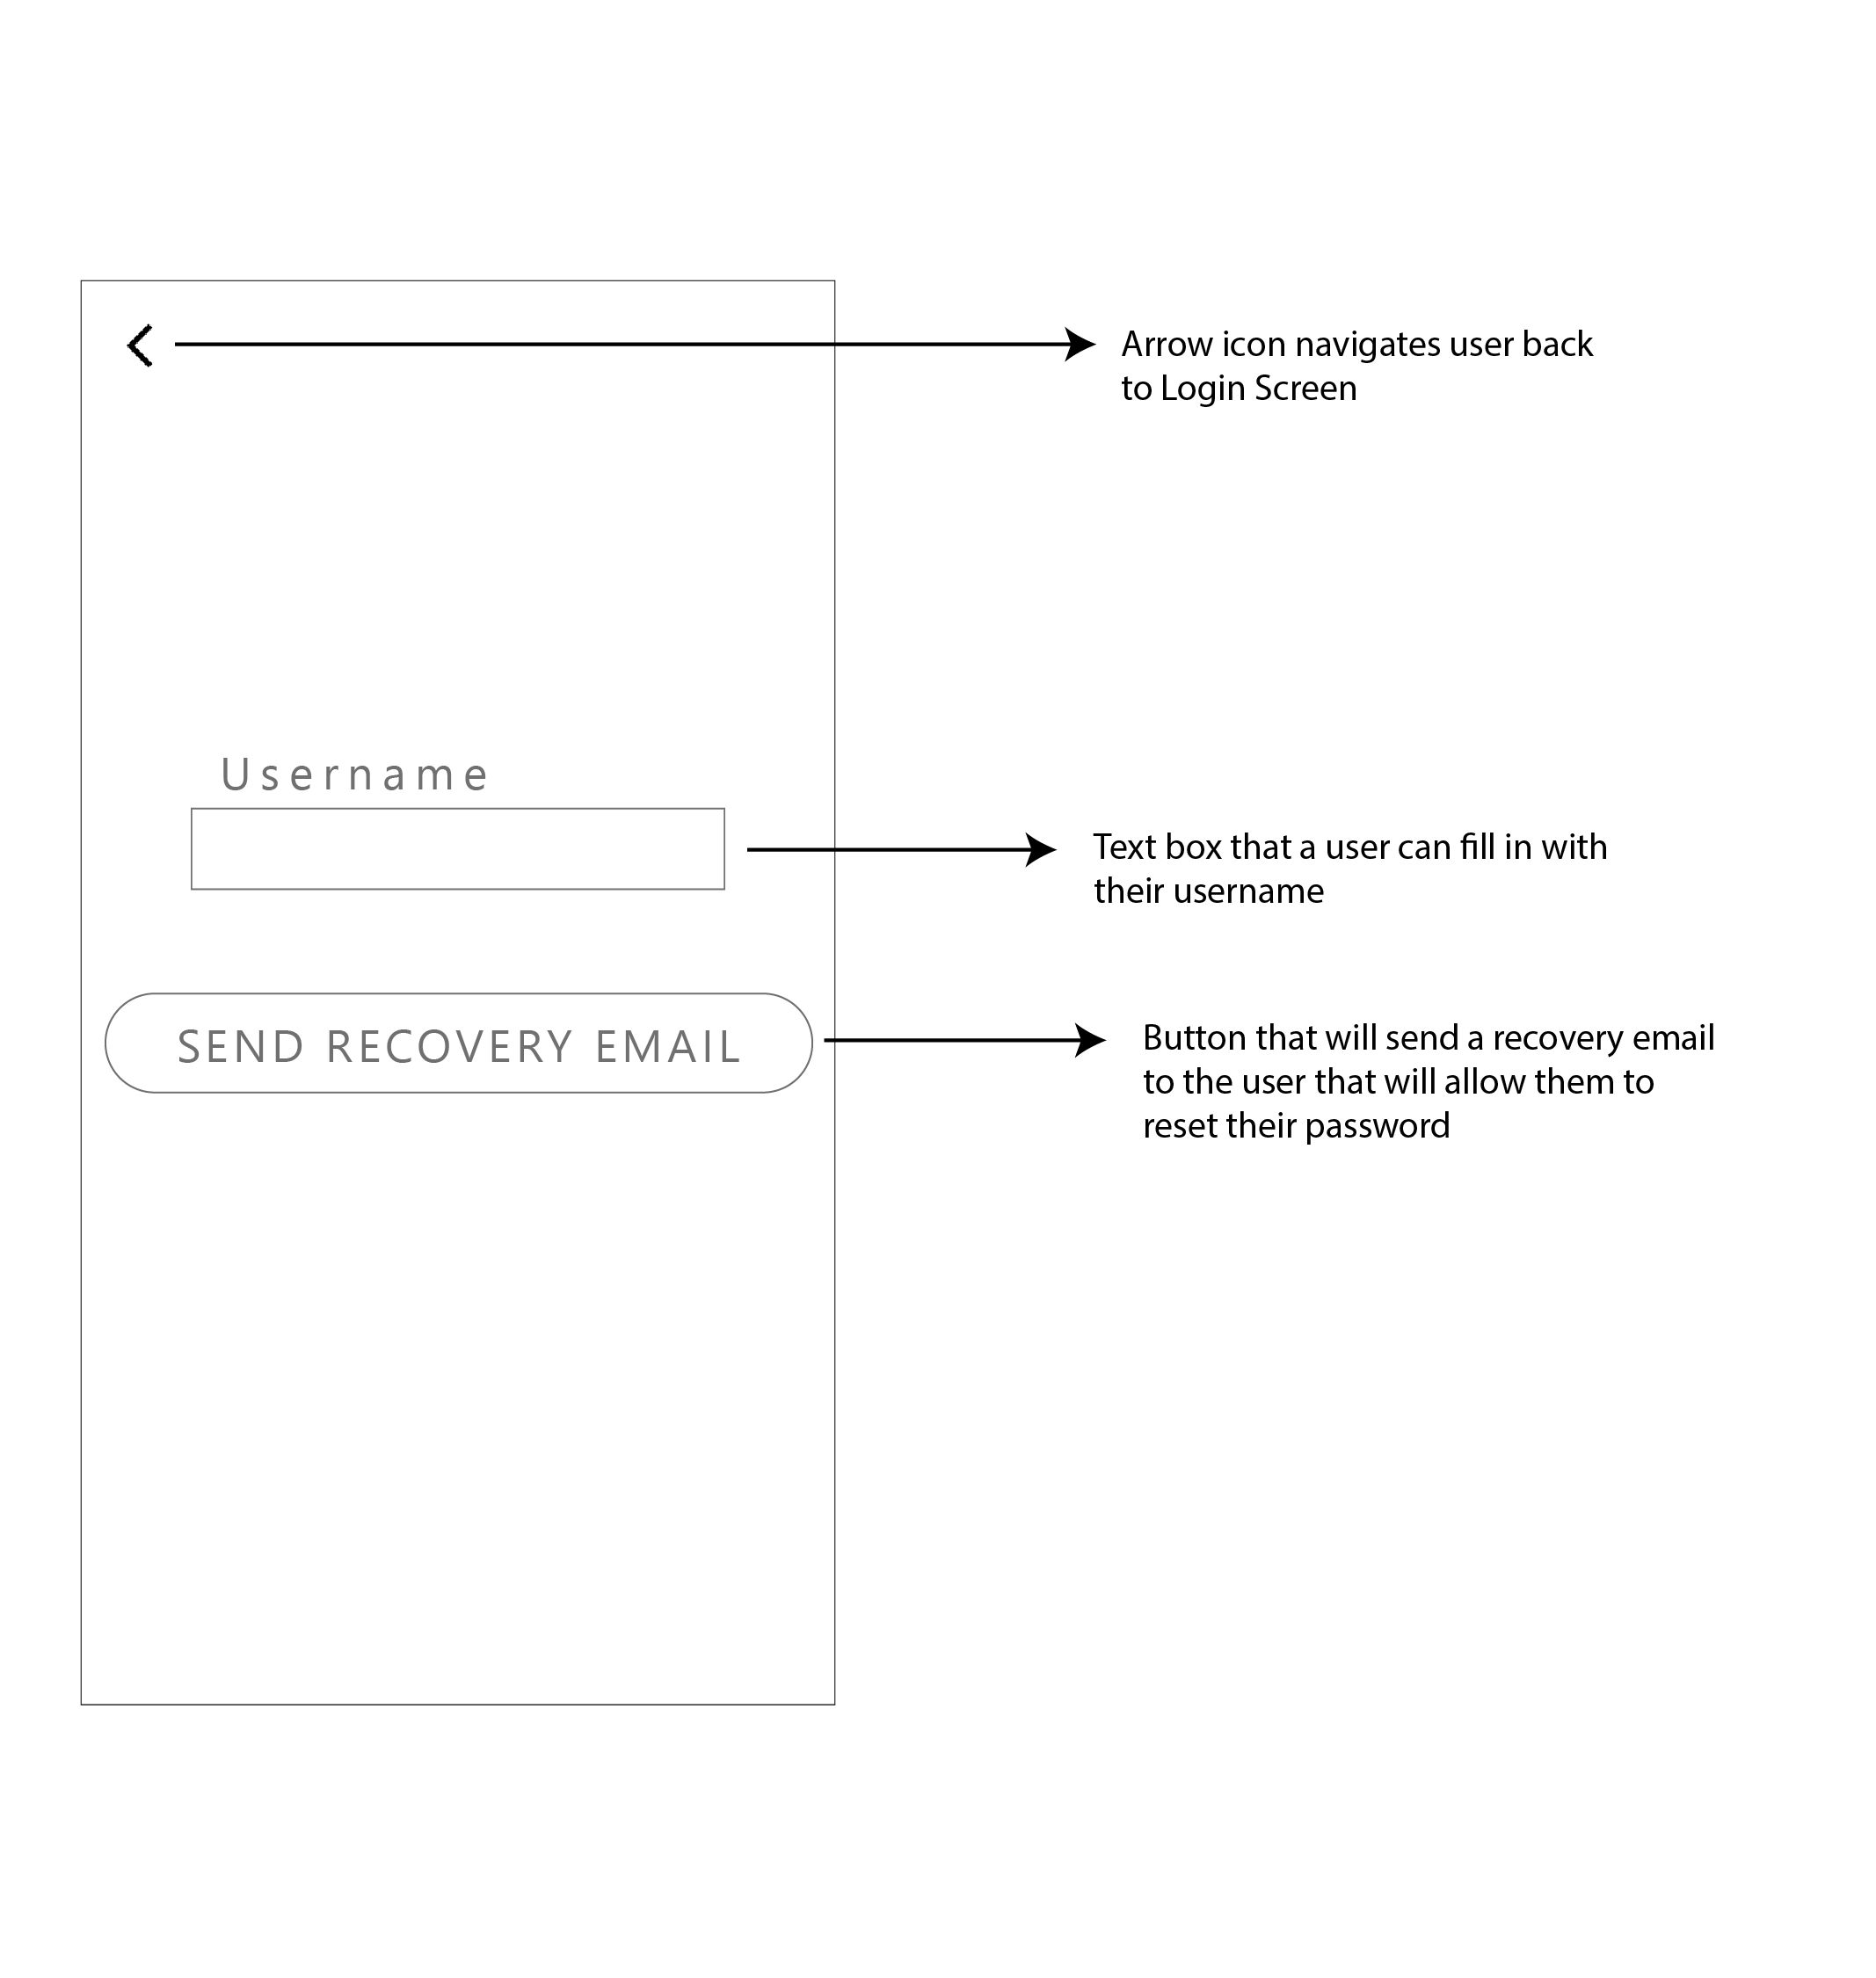 Arrow icon navigates user back
to Login Screen
Username
Text box that a user can fill in with
their username
SEND RECOVERY EMAIL
Button that will send a recovery email
to the user that will allow them to
reset their password